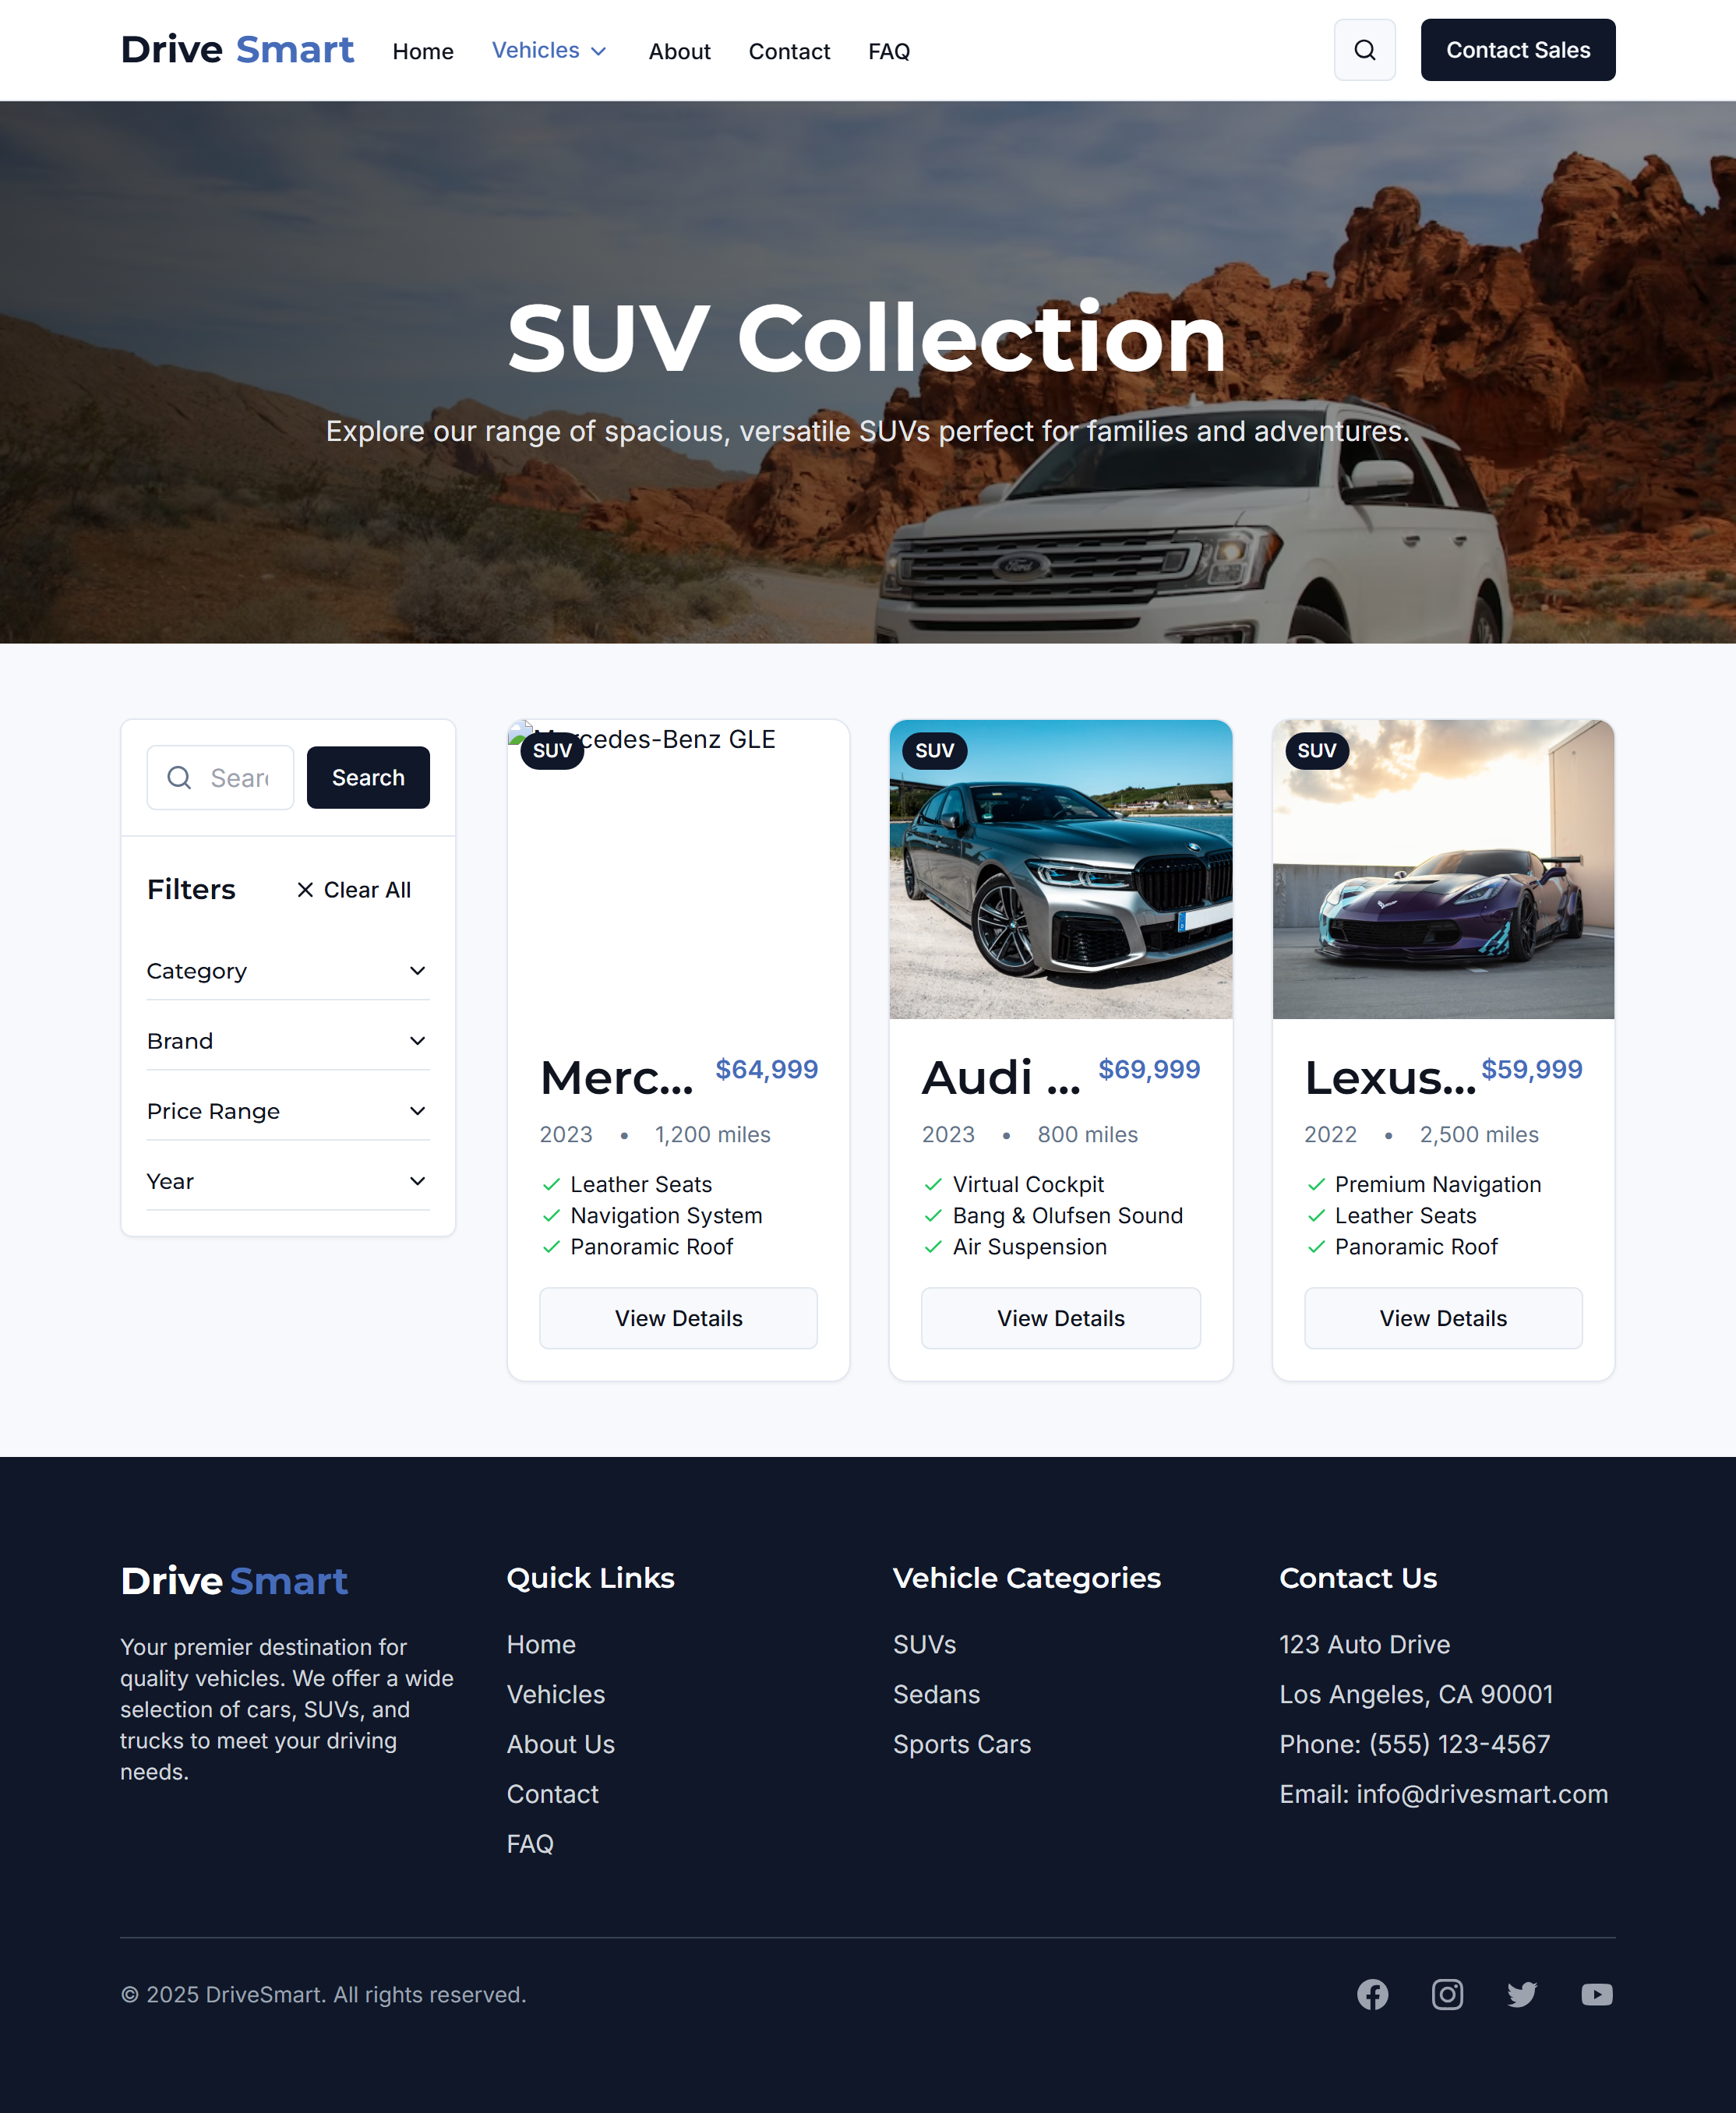 Drive Smart
Home
Vehicles
About
Contact
FAQ
Contact Sales
SUV Collection
Explore our range of spacious, versatile SUVs perfect for families and adventures.
Ford
Search
Filters
Clear All
Category
Brand
Price Range
Year
cedes-Benz GLE
SUV
Merc... $64,999
2023 • 1,200 miles
Leather Seats
Navigation System
Panoramic Roof
View Details
SUV
Audi ... $69,999
2023 • 800 miles
Virtual Cockpit
Bang & Olufsen Sound
Air Suspension
View Details
SUV
Lexus... $59,999
2022 • 2,500 miles
Premium Navigation
Leather Seats
Panoramic Roof
View Details
Drive Smart
Your premier destination for
quality vehicles. We offer a wide
selection of cars, SUVs, and
trucks to meet your driving
needs.
Quick Links
Home
Vehicles
About Us
Contact
FAQ
Vehicle Categories
SUVs
Sedans
Sports Cars
Contact Us
123 Auto Drive
Los Angeles, CA 90001
Phone: (555) 123-4567
Email: info@drivesmart.com
© 2025 DriveSmart. All rights reserved.